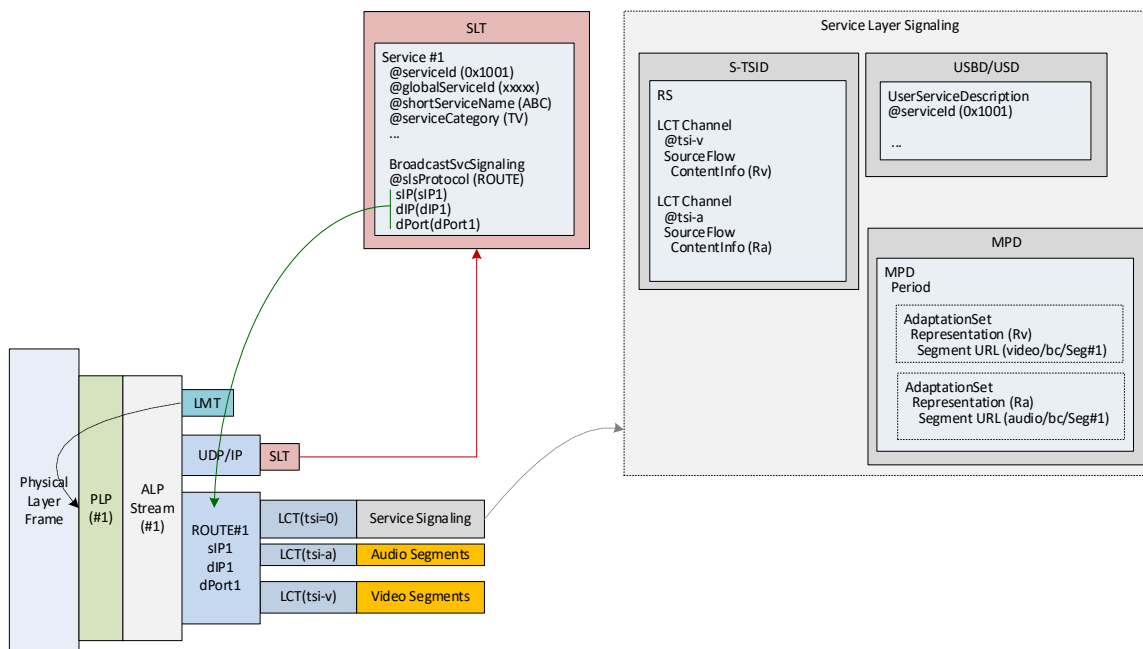 SLT
Service #1
@serviceId (0x1001)
@globalServiceId (xxxxx)
@shortServiceName (ABC)
@serviceCategory (TV)
...
BroadcastSvcSignaling
@slsProtocol (ROUTE)
sIP(sIP1)
dIP(dIP1)
dPort(dPort1)
Service Layer Signaling
S-TSID
RS
LCT Channel
@tsi-v
SourceFlow
ContentInfo (Rv)
LCT Channel
@tsi-a
SourceFlow
ContentInfo (Ra)
USBD/USD
UserServiceDescription
@serviceId (0x1001)
...
MPD
MPD
Period
AdaptationSet
Representation (Rv)
Segment URL (video/bc/Seg#1)
AdaptationSet
Representation (Ra)
Segment URL (audio/bc/Seg#1)
Physical
Layer
Frame
PLP
(#1)
ALP
Stream
(#1)
LMT
UDP/IP
SLT
ROUTE#1
sIP1
dIP1
dPort1
LCT(tsi=0)
Service Signaling
LCT(tsi-a)
Audio Segments
LCT(tsi-v)
Video Segments